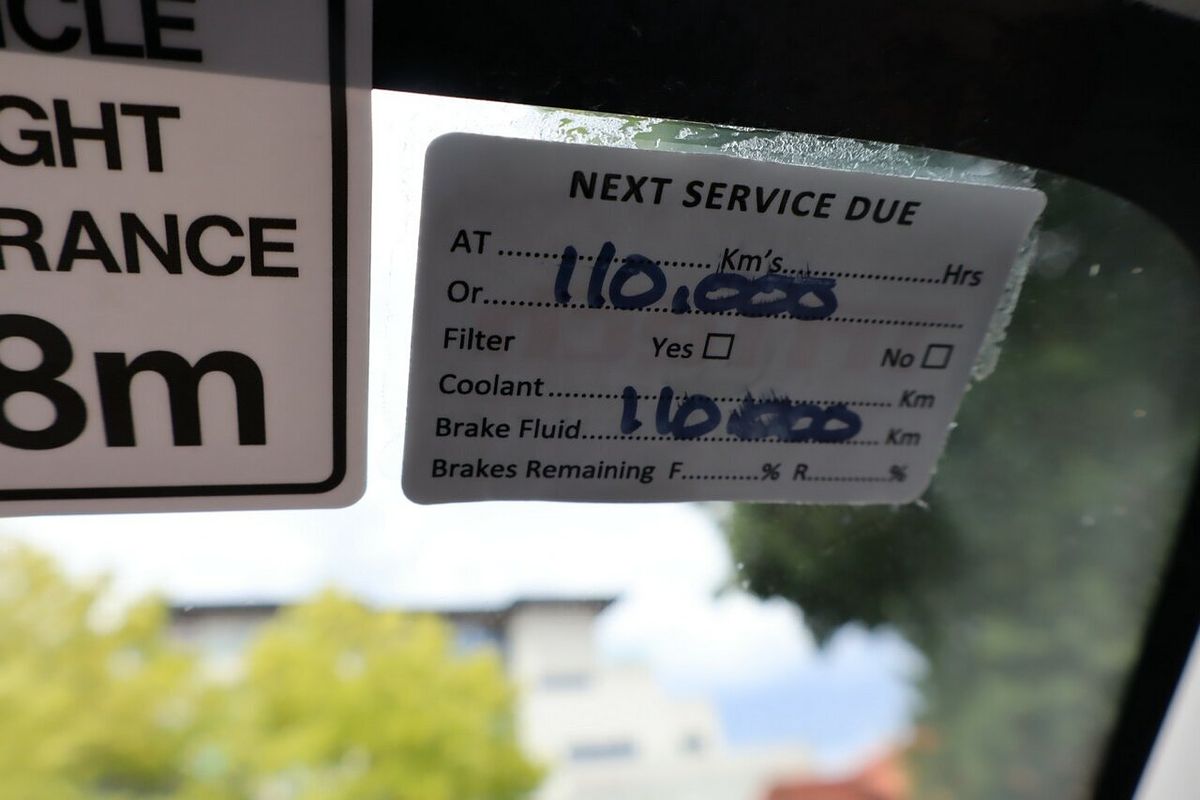 CLE
GHT
RANCE
8m
NEXT SERVICE DUE
AT.......................Km's.................Hrs
Or 110,000
Filter Yes ☐ No ☐
Coolant.................................................Km
Brake Fluid 110,000 Km
Brakes Remaining F..........% R..........%